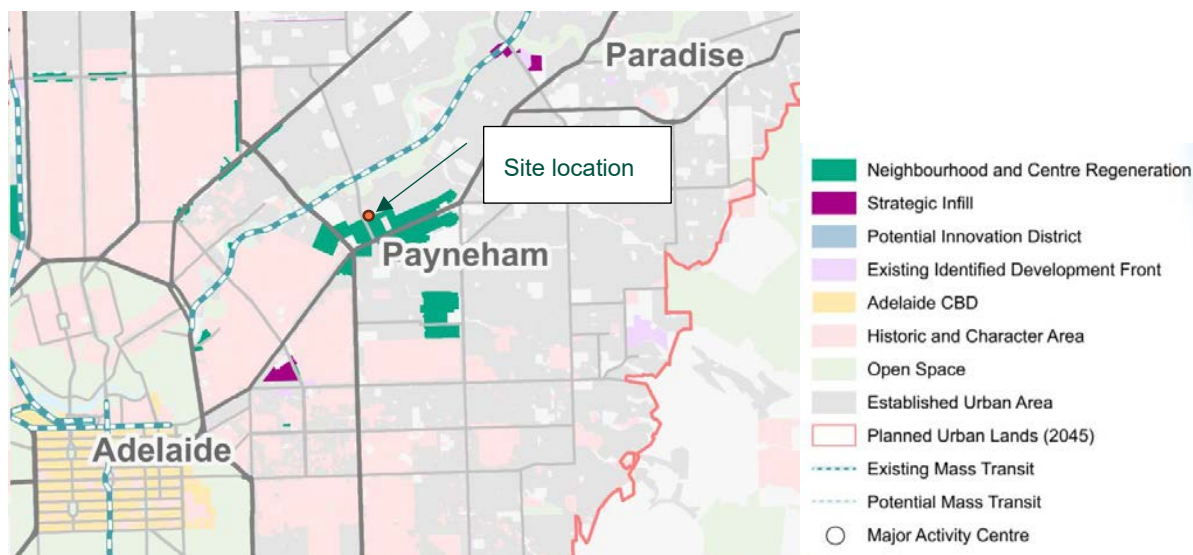 Paradise
Site location
Payneham
Adelaide
Neighbourhood and Centre Regeneration
Strategic Infill
Potential Innovation District
Existing Identified Development Front
Adelaide CBD
Historic and Character Area
Open Space
Established Urban Area
Planned Urban Lands (2045)
Existing Mass Transit
Potential Mass Transit
Major Activity Centre